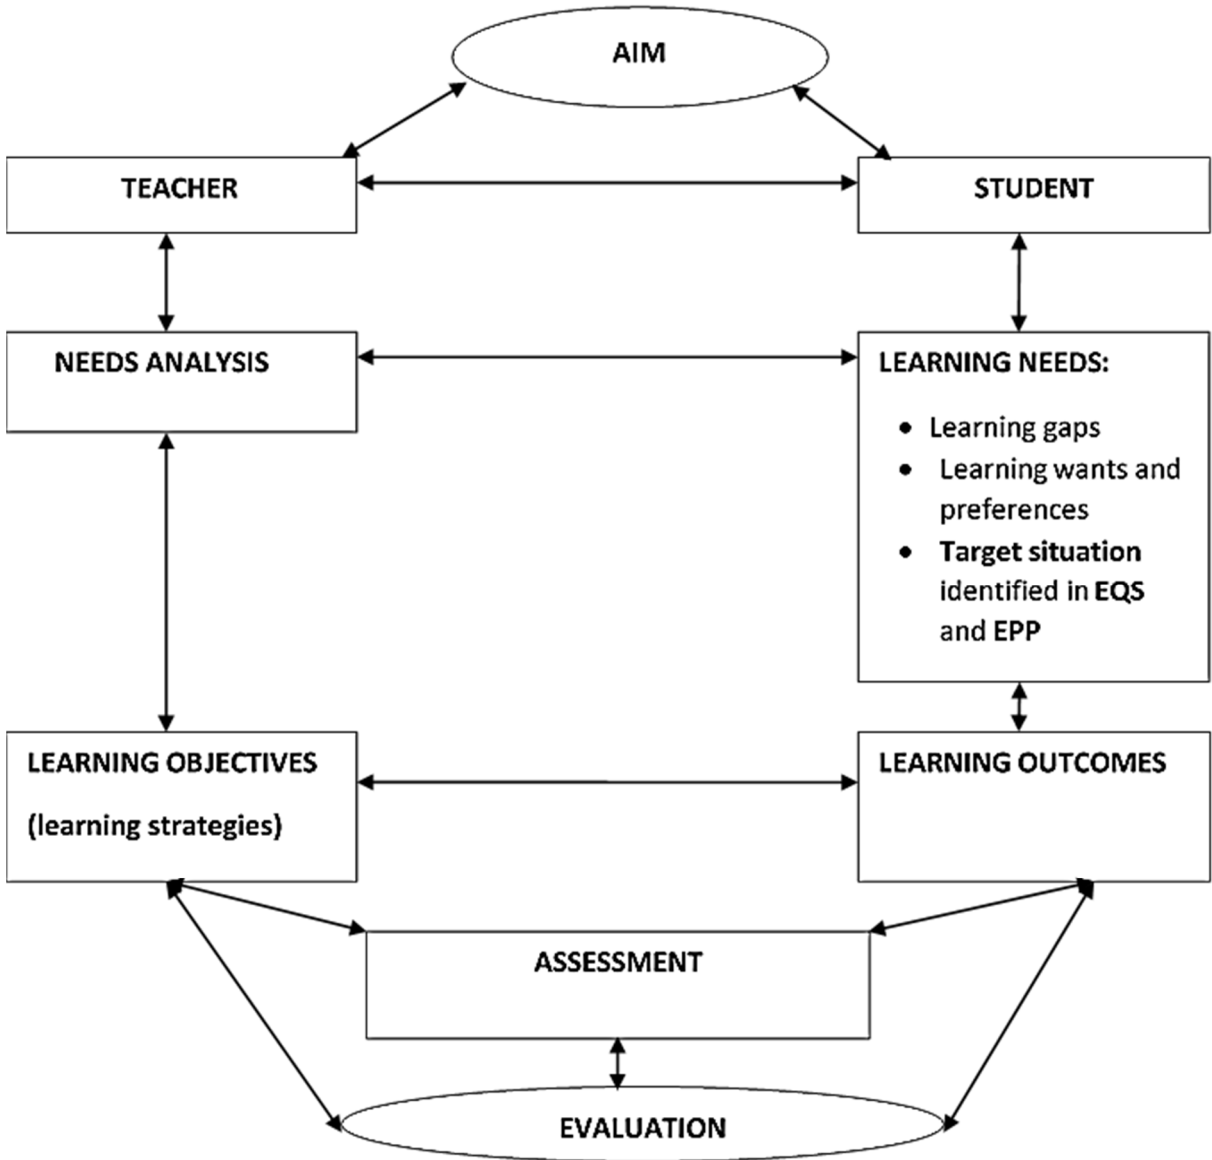 AIM
TEACHER
STUDENT
NEEDS ANALYSIS
LEARNING NEEDS:
• Learning gaps
• Learning wants and
preferences
• Target situation
identified in EQS
and EPP
LEARNING OBJECTIVES
(learning strategies)
LEARNING OUTCOMES
ASSESSMENT
EVALUATION